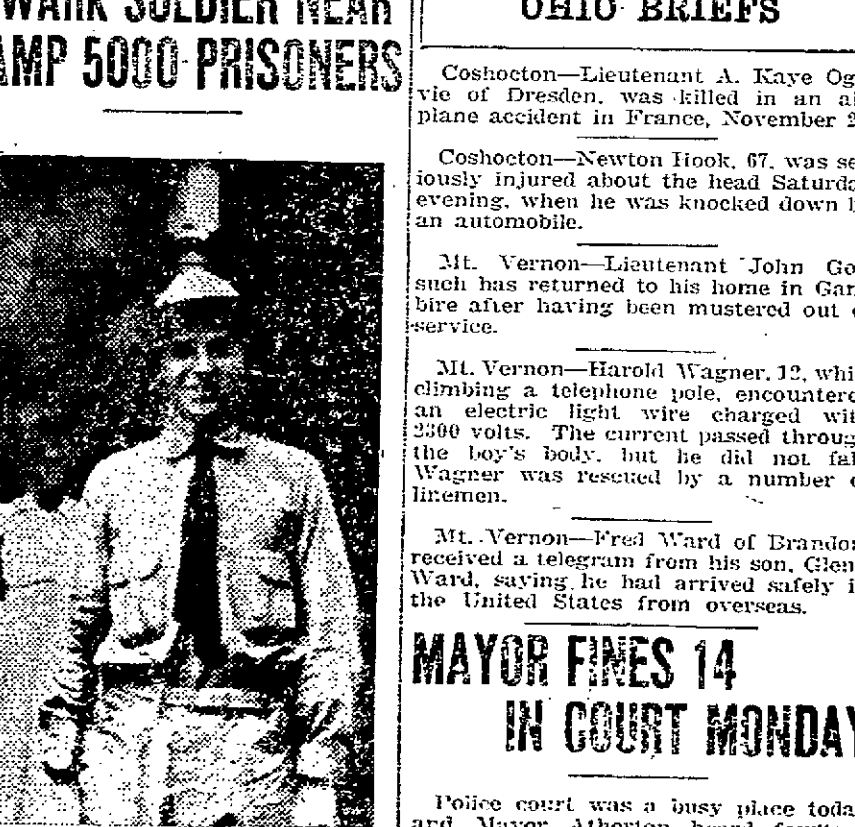 SOLDIER NEAR
5000 PRISONERS
OHIO BRIEFS
Coshocton—Lieutenant A. Kaye Og
vie of Dresden, was killed in an ai
plane accident in France, November 2
Coshocton—Newton Hook, 67, was se
iously injured about the head Saturda
evening, when he was knocked down b
an automobile.
Mt. Vernon—Lieutenant John Go
such has returned to his home in Gam
bire after having been mustered out o
service.
Mt. Vernon—Harold Wagner, 12, whi
climbing a telephone pole, encountere
an electric light wire charged wit
2300 volts. The current passed throug
the boy's body, but he did not fal
Wagner was rescued by a number o
linemen.
Mt. Vernon—Fred Ward of Brandon
received a telegram from his son, Glen
Ward, saying he had arrived safely i
the United States from overseas.
MAYOR FINES 14
IN COURT MONDAY
Police court was a busy place toda
and Mayor Atherton heard